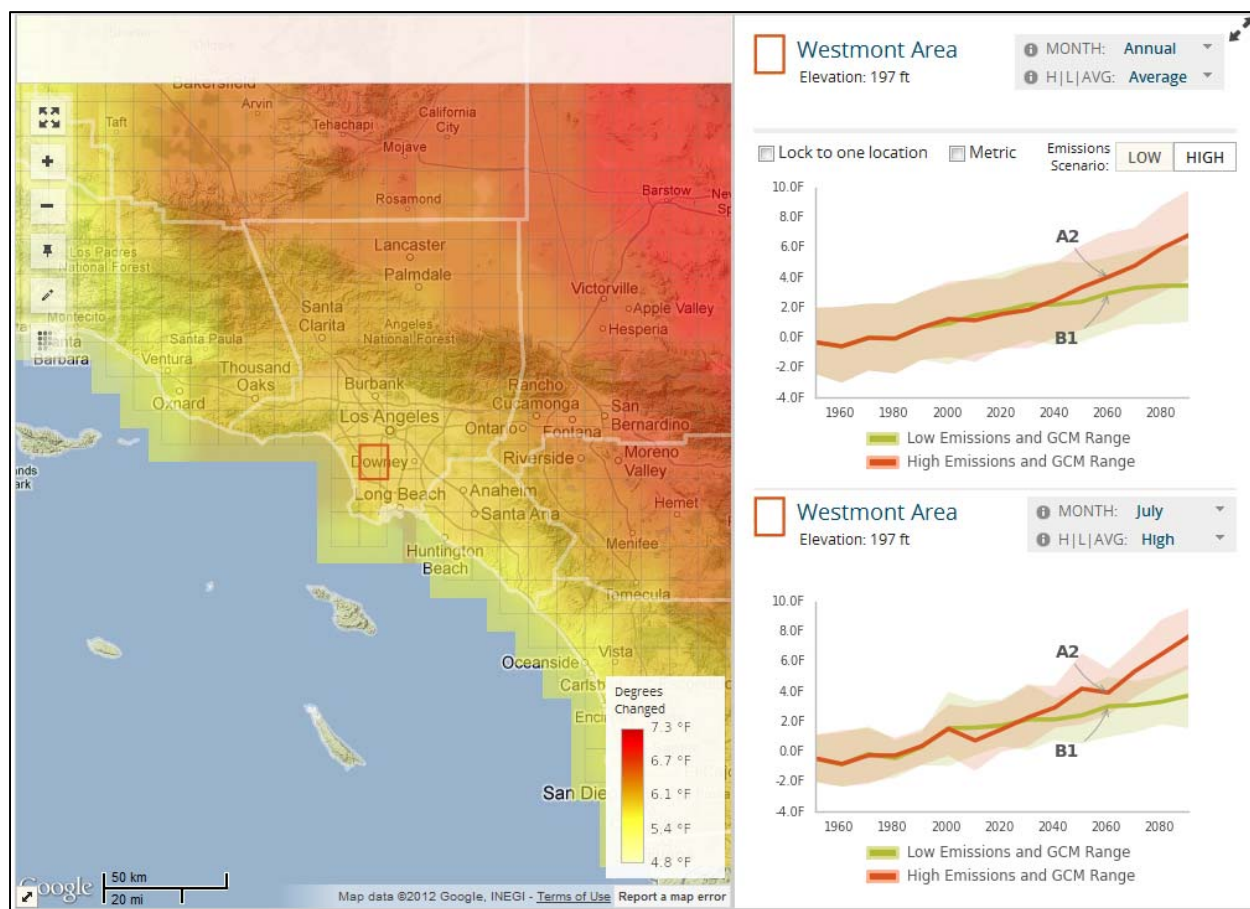 Bakersfield
Arvin
Taft
Tehachapi
California
City
Mojave
Rosamond
Barstow
Los Padres
National Forest
Lancaster
Palmdale
Victorville
Apple Valley
Hesperia
Santa
Clarita
Angeles
National Forest
Montecito
Santa Paula
Barbara
Ventura
Thousand
Oaks
Oxnard
Burbank
Los Angeles
Rancho
Cucamonga
San
Bernardino
Ontario
Fontana
Downey
Riverside
Moreno
Valley
Long Beach
Anaheim
Santa Ana
Hemet
Huntington
Beach
Menifee
Temecula
Oceanside
Vista
Degrees
Changed
7.3 °F
6.7 °F
6.1 °F
5.4 °F
4.8 °F
Google
50 km
20 mi
Map data ©2012 Google, INEGI - Terms of Use
Report a map error
Westmont Area
Elevation: 197 ft
MONTH: Annual
H|L|AVG: Average
Lock to one location
Metric
Emissions
Scenario:
LOW
HIGH
10.0F
8.0F
6.0F
4.0F
2.0F
0.0F
-2.0F
-4.0F
A2
B1
1960 1980 2000 2020 2040 2060 2080
Low Emissions and GCM Range
High Emissions and GCM Range
Westmont Area
Elevation: 197 ft
MONTH: July
H|L|AVG: High
10.0F
8.0F
6.0F
4.0F
2.0F
0.0F
-2.0F
-4.0F
A2
B1
1960 1980 2000 2020 2040 2060 2080
Low Emissions and GCM Range
High Emissions and GCM Range